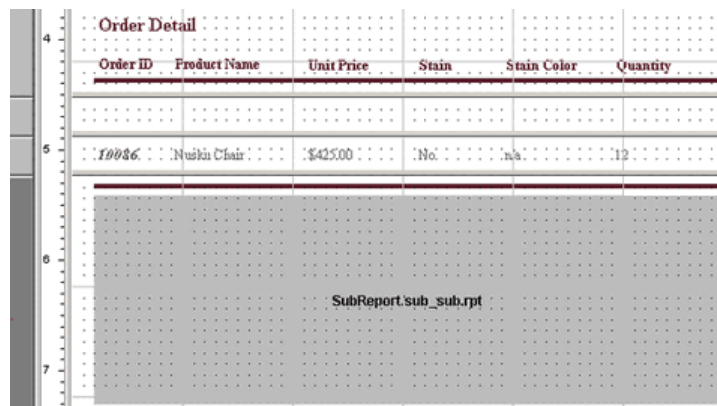 4
Order Detail
Order ID Product Name Unit Price Stain Stain Color Quantity
5
10086 Nusku Chair $425.00 No n/a 12
6
SubReport:sub_sub.rpt
7